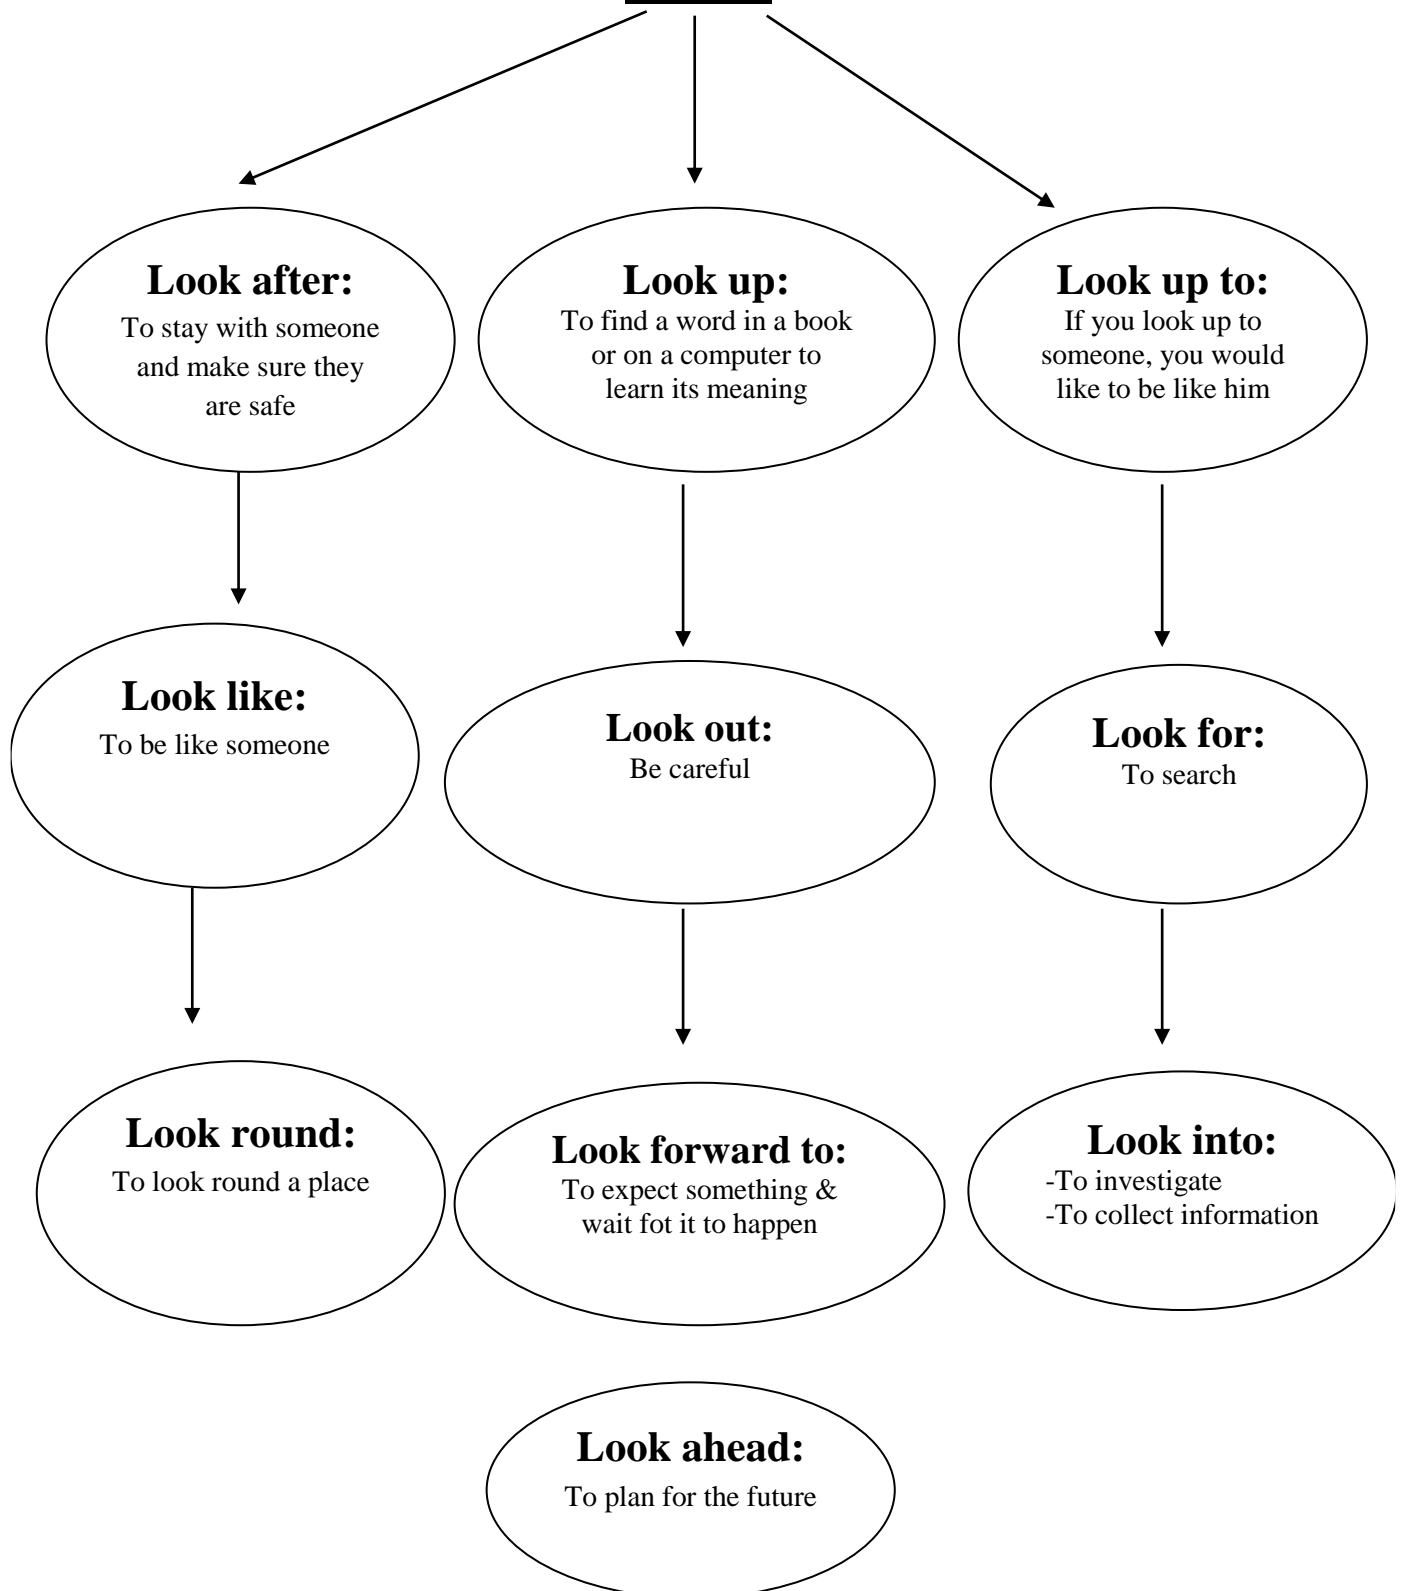 Look after:
To stay with someone
and make sure they
are safe
Look up:
To find a word in a book
or on a computer to
learn its meaning
Look up to:
If you look up to
someone, you would
like to be like him
Look like:
To be like someone
Look out:
Be careful
Look for:
To search
Look round:
To look round a place
Look forward to:
To expect something &
wait fot it to happen
Look into:
-To investigate
-To collect information
Look ahead:
To plan for the future